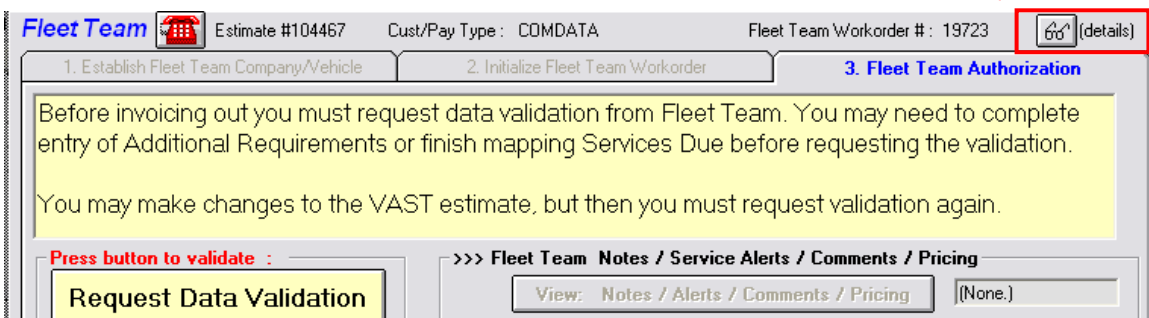 Fleet Team Estimate #104467 Cust/Pay Type : COMDATA Fleet Team Workorder # : 19723 (details)
1. Establish Fleet Team Company/Vehicle 2. Initialize Fleet Team Workorder 3. Fleet Team Authorization
Before invoicing out you must request data validation from Fleet Team. You may need to complete
entry of Additional Requirements or finish mapping Services Due before requesting the validation.
You may make changes to the VAST estimate, but then you must request validation again.
Press button to validate : >>> Fleet Team Notes / Service Alerts / Comments / Pricing
Request Data Validation View: Notes / Alerts / Comments / Pricing (None.)